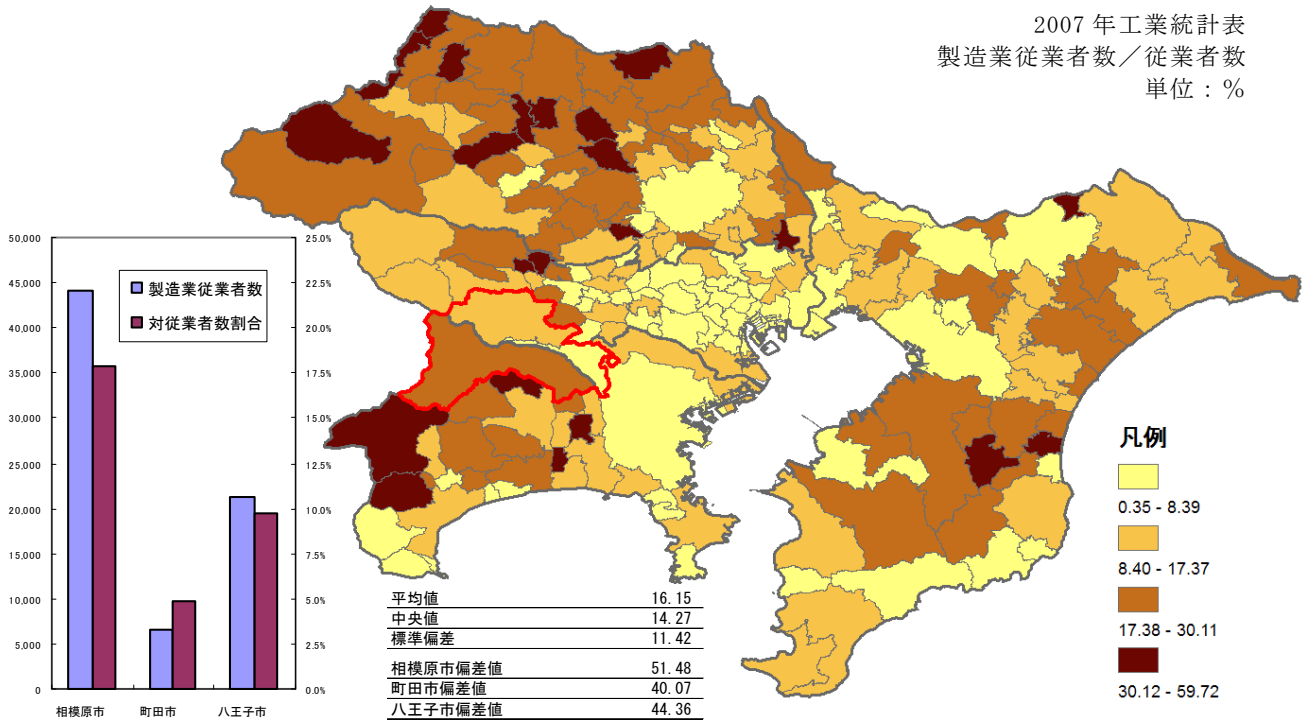 2007年工業統計表
製造業従業者数／従業者数
単位：%
50,000
45,000
40,000
35,000
30,000
25,000
20,000
15,000
10,000
5,000
0
25.0%
22.5%
20.0%
17.5%
15.0%
12.5%
10.0%
7.5%
5.0%
2.5%
0.0%
製造業従業者数
対従業者数割合
相模原市 町田市 八王子市
平均値 16.15
中央値 14.27
標準偏差 11.42
相模原市偏差値 51.48
町田市偏差値 40.07
八王子市偏差値 44.36
凡例
0.35 - 8.39
8.40 - 17.37
17.38 - 30.11
30.12 - 59.72